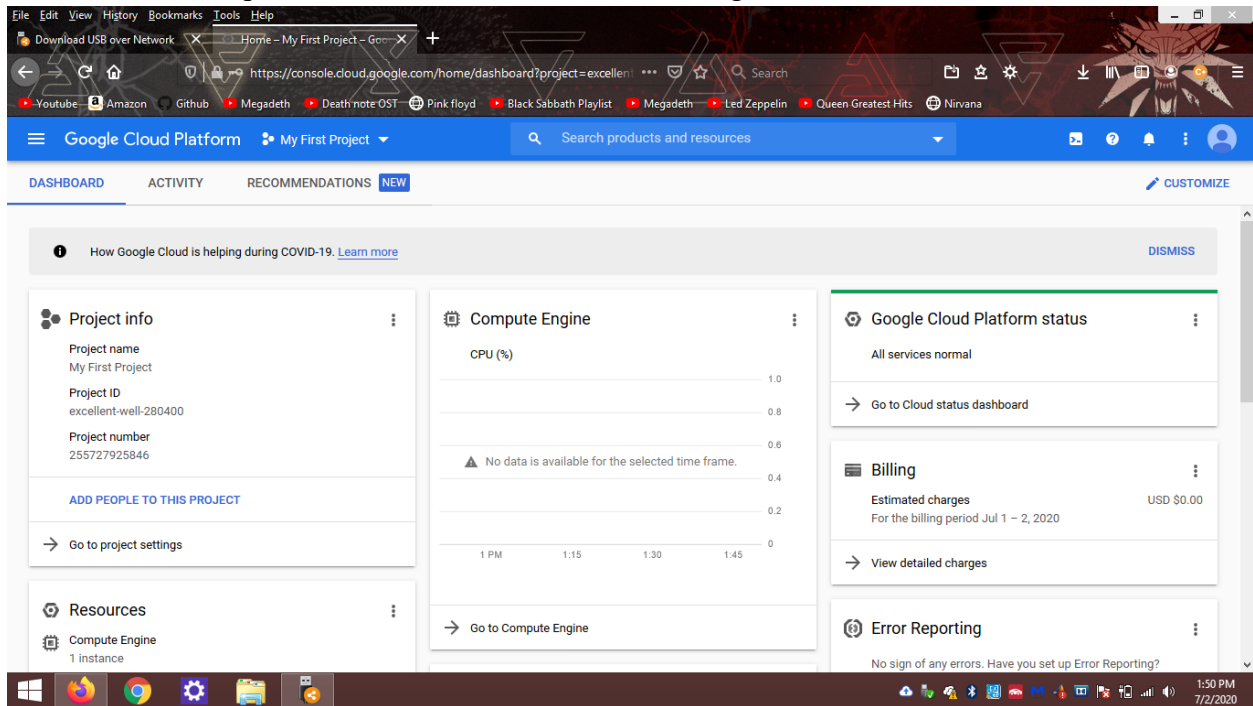 File Edit View History Bookmarks Tools Help
Download USB over Network
Home – My First Project – Goo
https://console.cloud.google.com/home/dashboard?project=excellent
Search
Youtube Amazon Github Megadeth Death note OST Pink floyd Black Sabbath Playlist Megadeth Led Zeppelin Queen Greatest Hits Nirvana
Google Cloud Platform My First Project Search products and resources
DASHBOARD ACTIVITY RECOMMENDATIONS NEW CUSTOMIZE
How Google Cloud is helping during COVID-19. Learn more DISMISS
Project info
Project name
My First Project
Project ID
excellent-well-280400
Project number
255727925846
ADD PEOPLE TO THIS PROJECT
Go to project settings
Resources
Compute Engine
1 instance
Compute Engine
CPU (%)
1.0
0.8
0.6
No data is available for the selected time frame.
0.4
0.2
0
1 PM 1:15 1:30 1:45
Go to Compute Engine
Google Cloud Platform status
All services normal
Go to Cloud status dashboard
Billing
Estimated charges USD $0.00
For the billing period Jul 1 – 2, 2020
View detailed charges
Error Reporting
No sign of any errors. Have you set up Error Reporting?
1:50 PM
7/2/2020